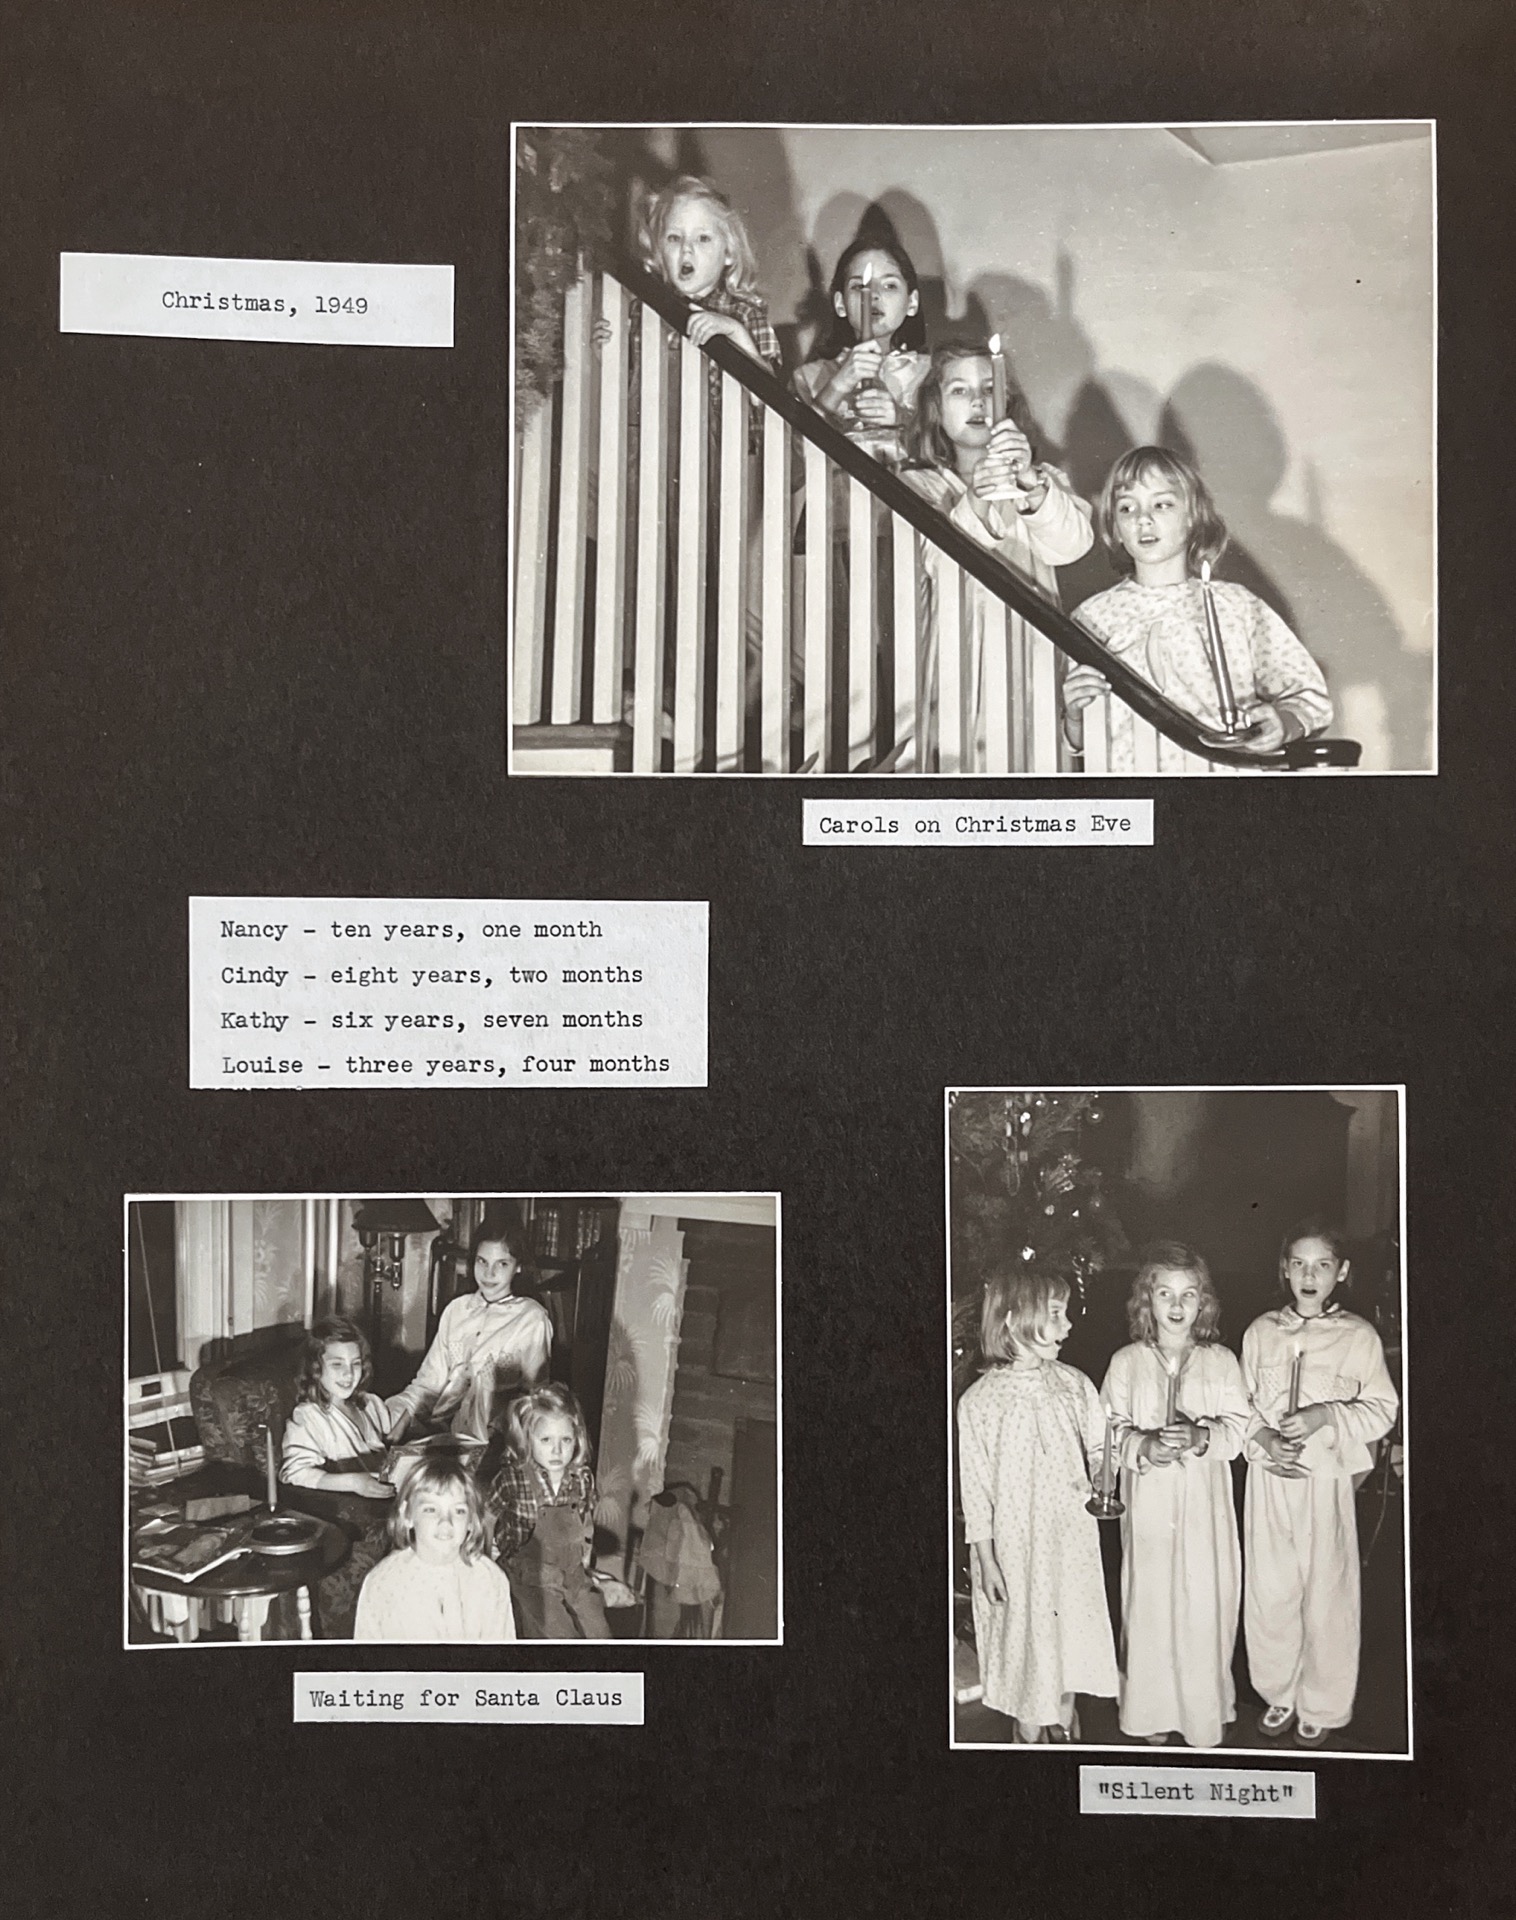 Christmas, 1949
Carols on Christmas Eve
Nancy - ten years, one month
Cindy - eight years, two months
Kathy - six years, seven months
Louise - three years, four months
Waiting for Santa Claus
"Silent Night"